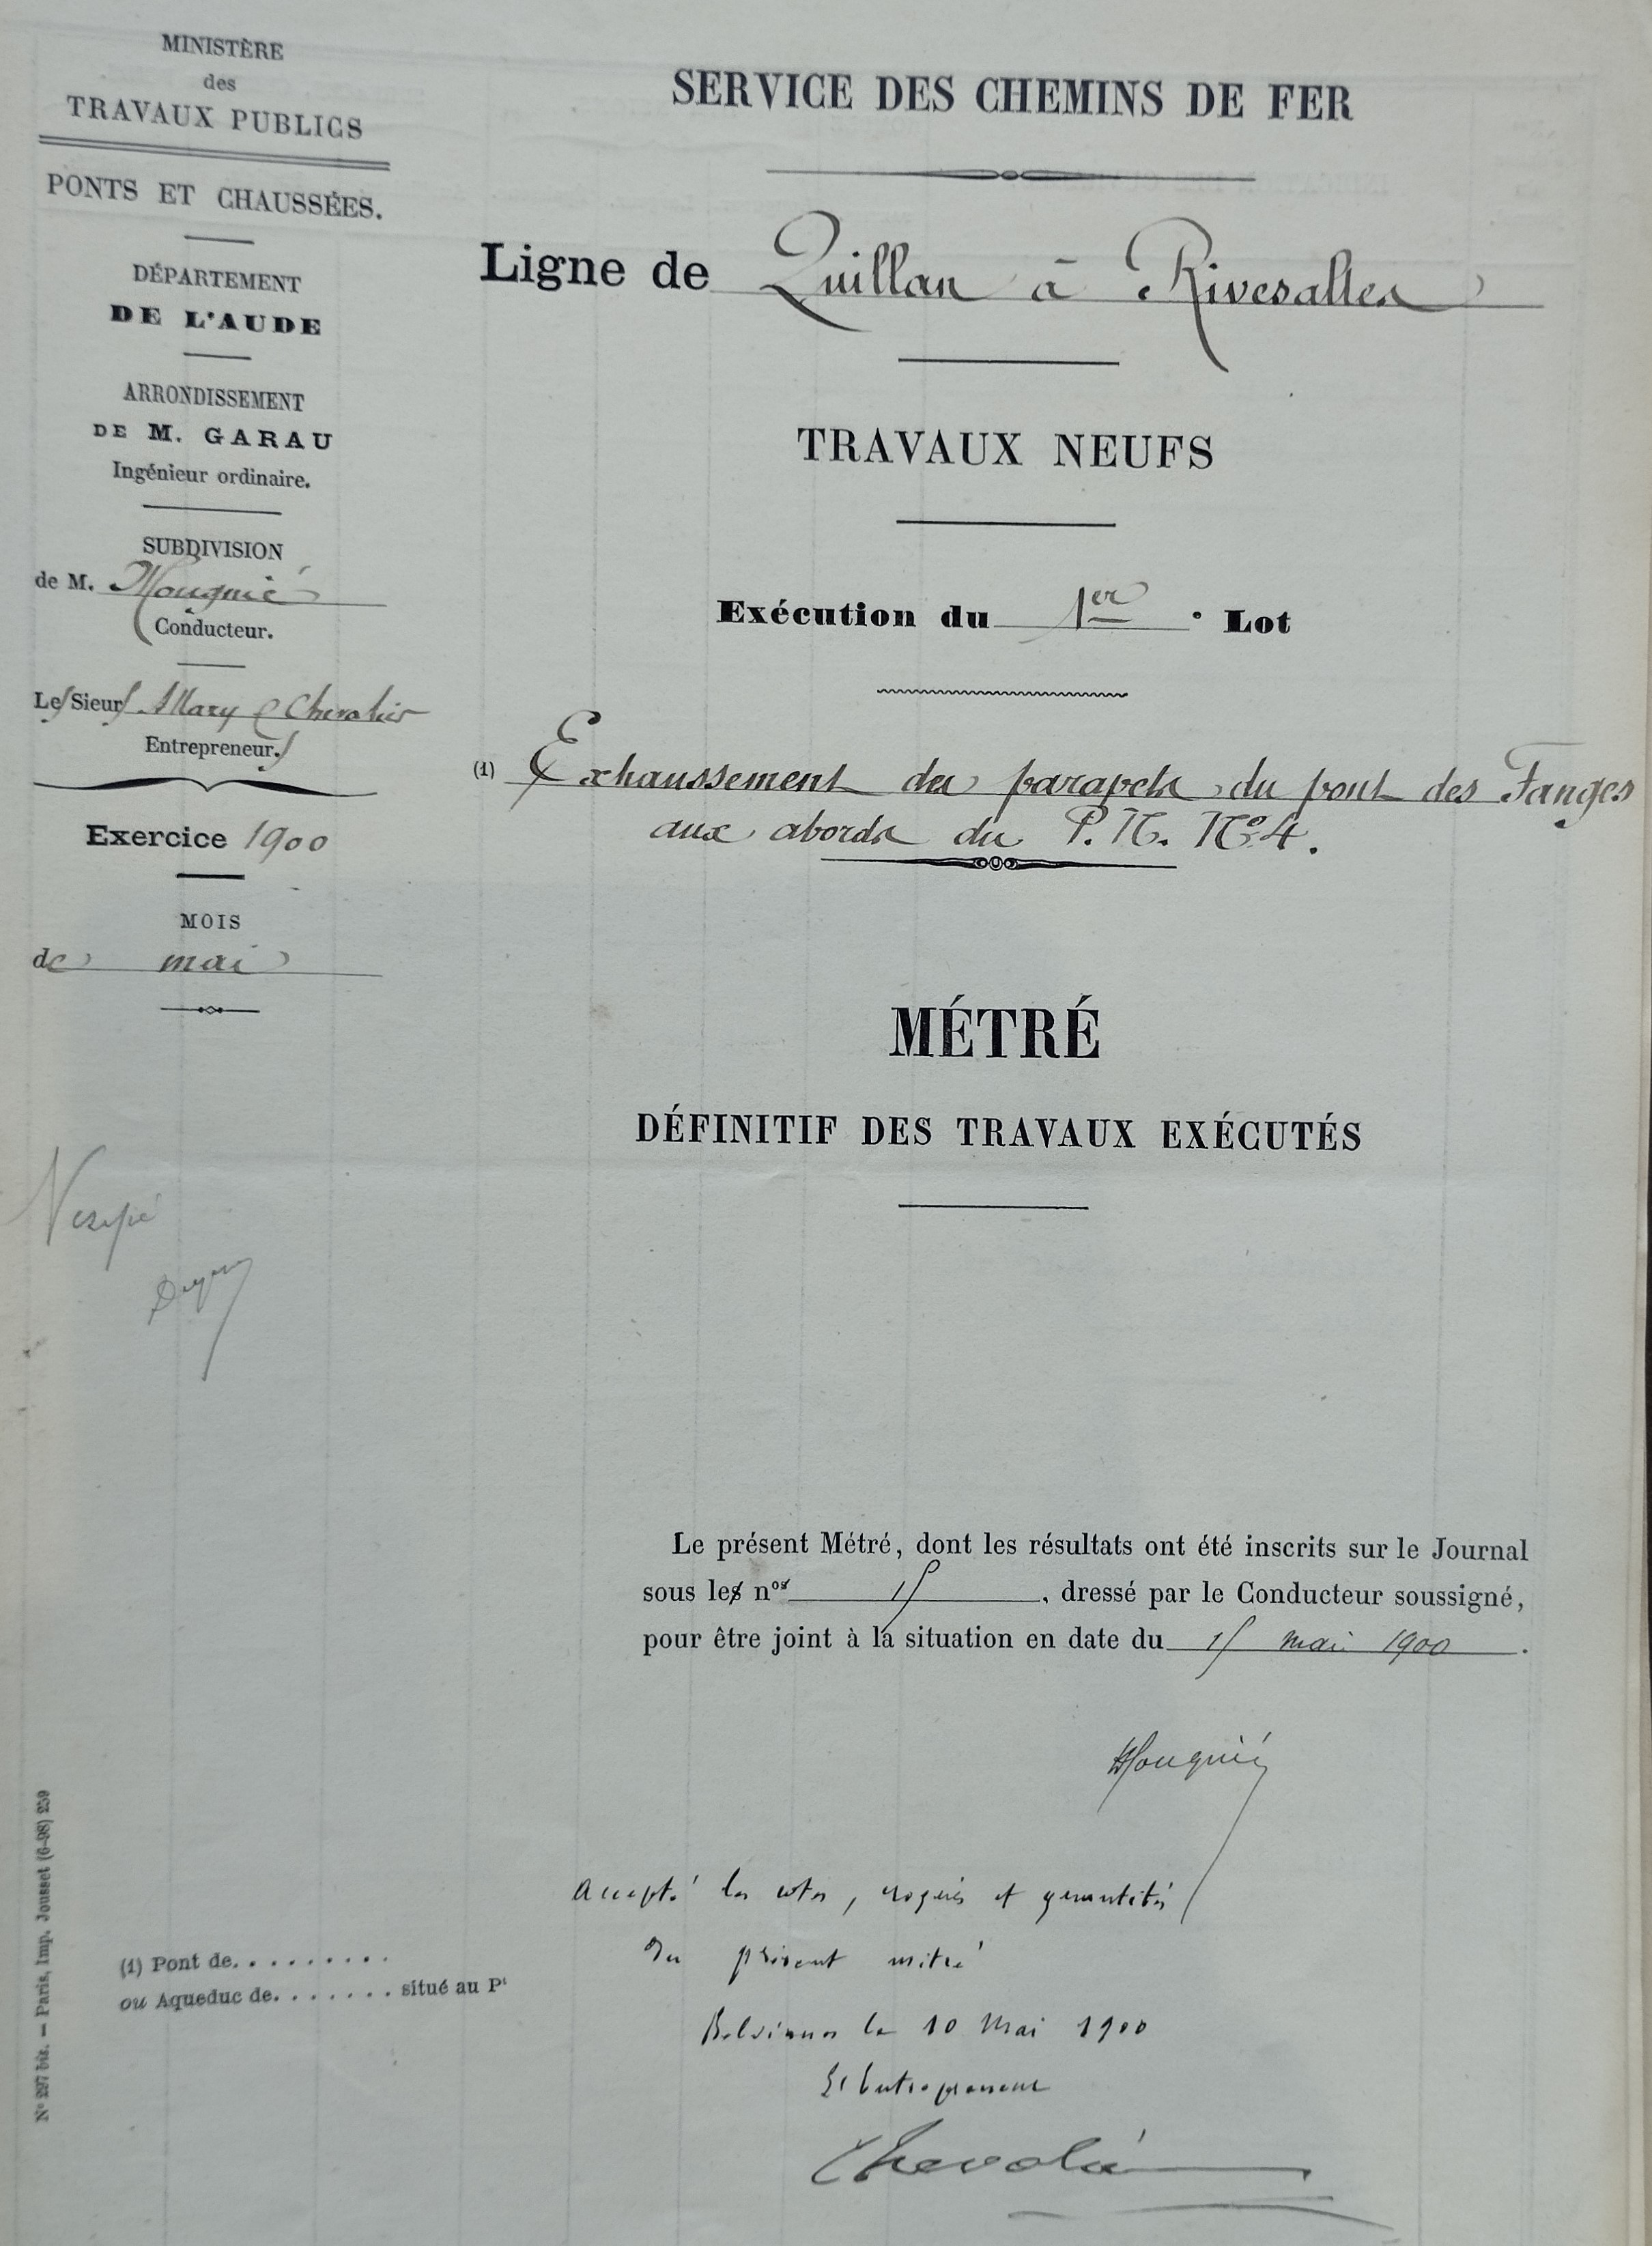 MINISTÈRE
des
TRAVAUX PUBLICS
PONTS ET CHAUSSÉES.
DÉPARTEMENT
DE L'AUDE
ARRONDISSEMENT
DE M. GARAU
Ingénieur ordinaire.
SUBDIVISION
de M. Mouguié
Conducteur.
Les Sieurs Mary & Chevalier
Entrepreneurs.
Exercice 1900
MOIS
de mai
Vérifié
SERVICE DES CHEMINS DE FER
Ligne de Quillan à Rivesaltes
TRAVAUX NEUFS
Exécution du 1er Lot
(1) Exhaussement des parapets du pont des Fanges
aux abords du P.N. No 4.
MÉTRÉ
DÉFINITIF DES TRAVAUX EXÉCUTÉS
Le présent Métré, dont les résultats ont été inscrits sur le Journal
sous les nos 15, dressé par le Conducteur soussigné,
pour être joint à la situation en date du 15 mai 1900.
Mouguié
Accepté les cotes, croquis et quantités
du présent métré
Belvianes le 10 Mai 1900
L'Entrepreneur
Chevalier
(1) Pont de.........
ou Aqueduc de....... situé au Pt
No 297 bis. — Paris, Imp. Jousset (6-98) 259